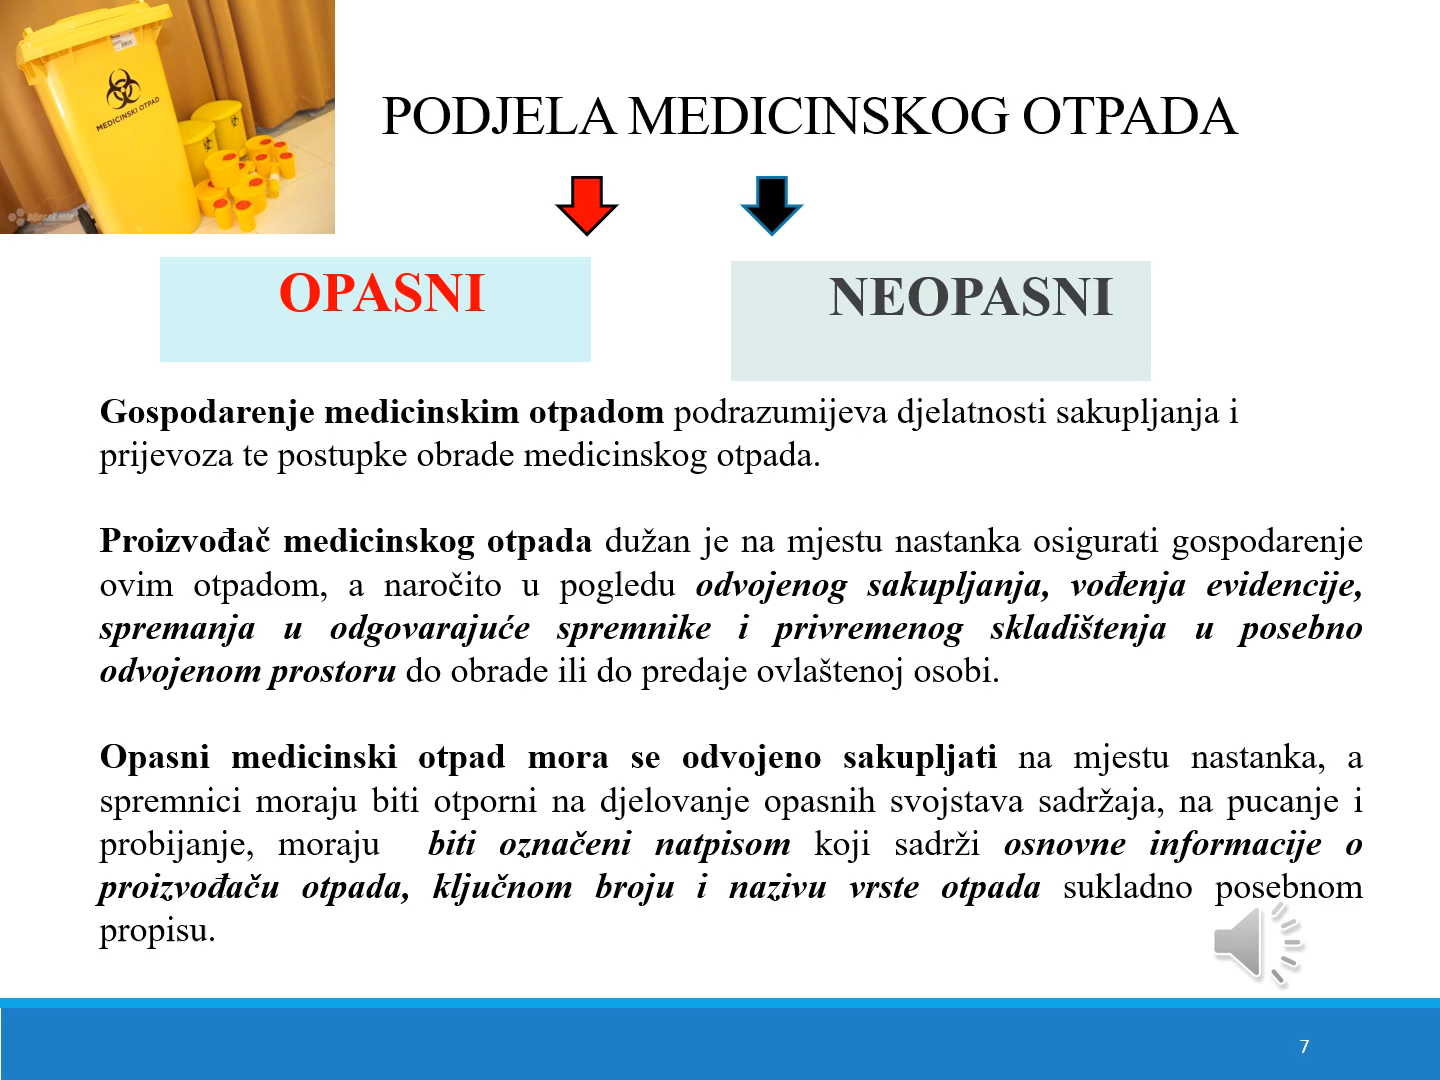 MEDICINSKI OTPAD
bljesak.info
PODJELA MEDICINSKOG OTPADA
OPASNI
NEOPASNI
Gospodarenje medicinskim otpadom podrazumijeva djelatnosti sakupljanja i
prijevoza te postupke obrade medicinskog otpada.
Proizvođač medicinskog otpada dužan je na mjestu nastanka osigurati gospodarenje
ovim otpadom, a naročito u pogledu odvojenog sakupljanja, vođenja evidencije,
spremanja u odgovarajuće spremnike i privremenog skladištenja u posebno
odvojenom prostoru do obrade ili do predaje ovlaštenoj osobi.
Opasni medicinski otpad mora se odvojeno sakupljati na mjestu nastanka, a
spremnici moraju biti otporni na djelovanje opasnih svojstava sadržaja, na pucanje i
probijanje, moraju biti označeni natpisom koji sadrži osnovne informacije o
proizvođaču otpada, ključnom broju i nazivu vrste otpada sukladno posebnom
propisu.
7